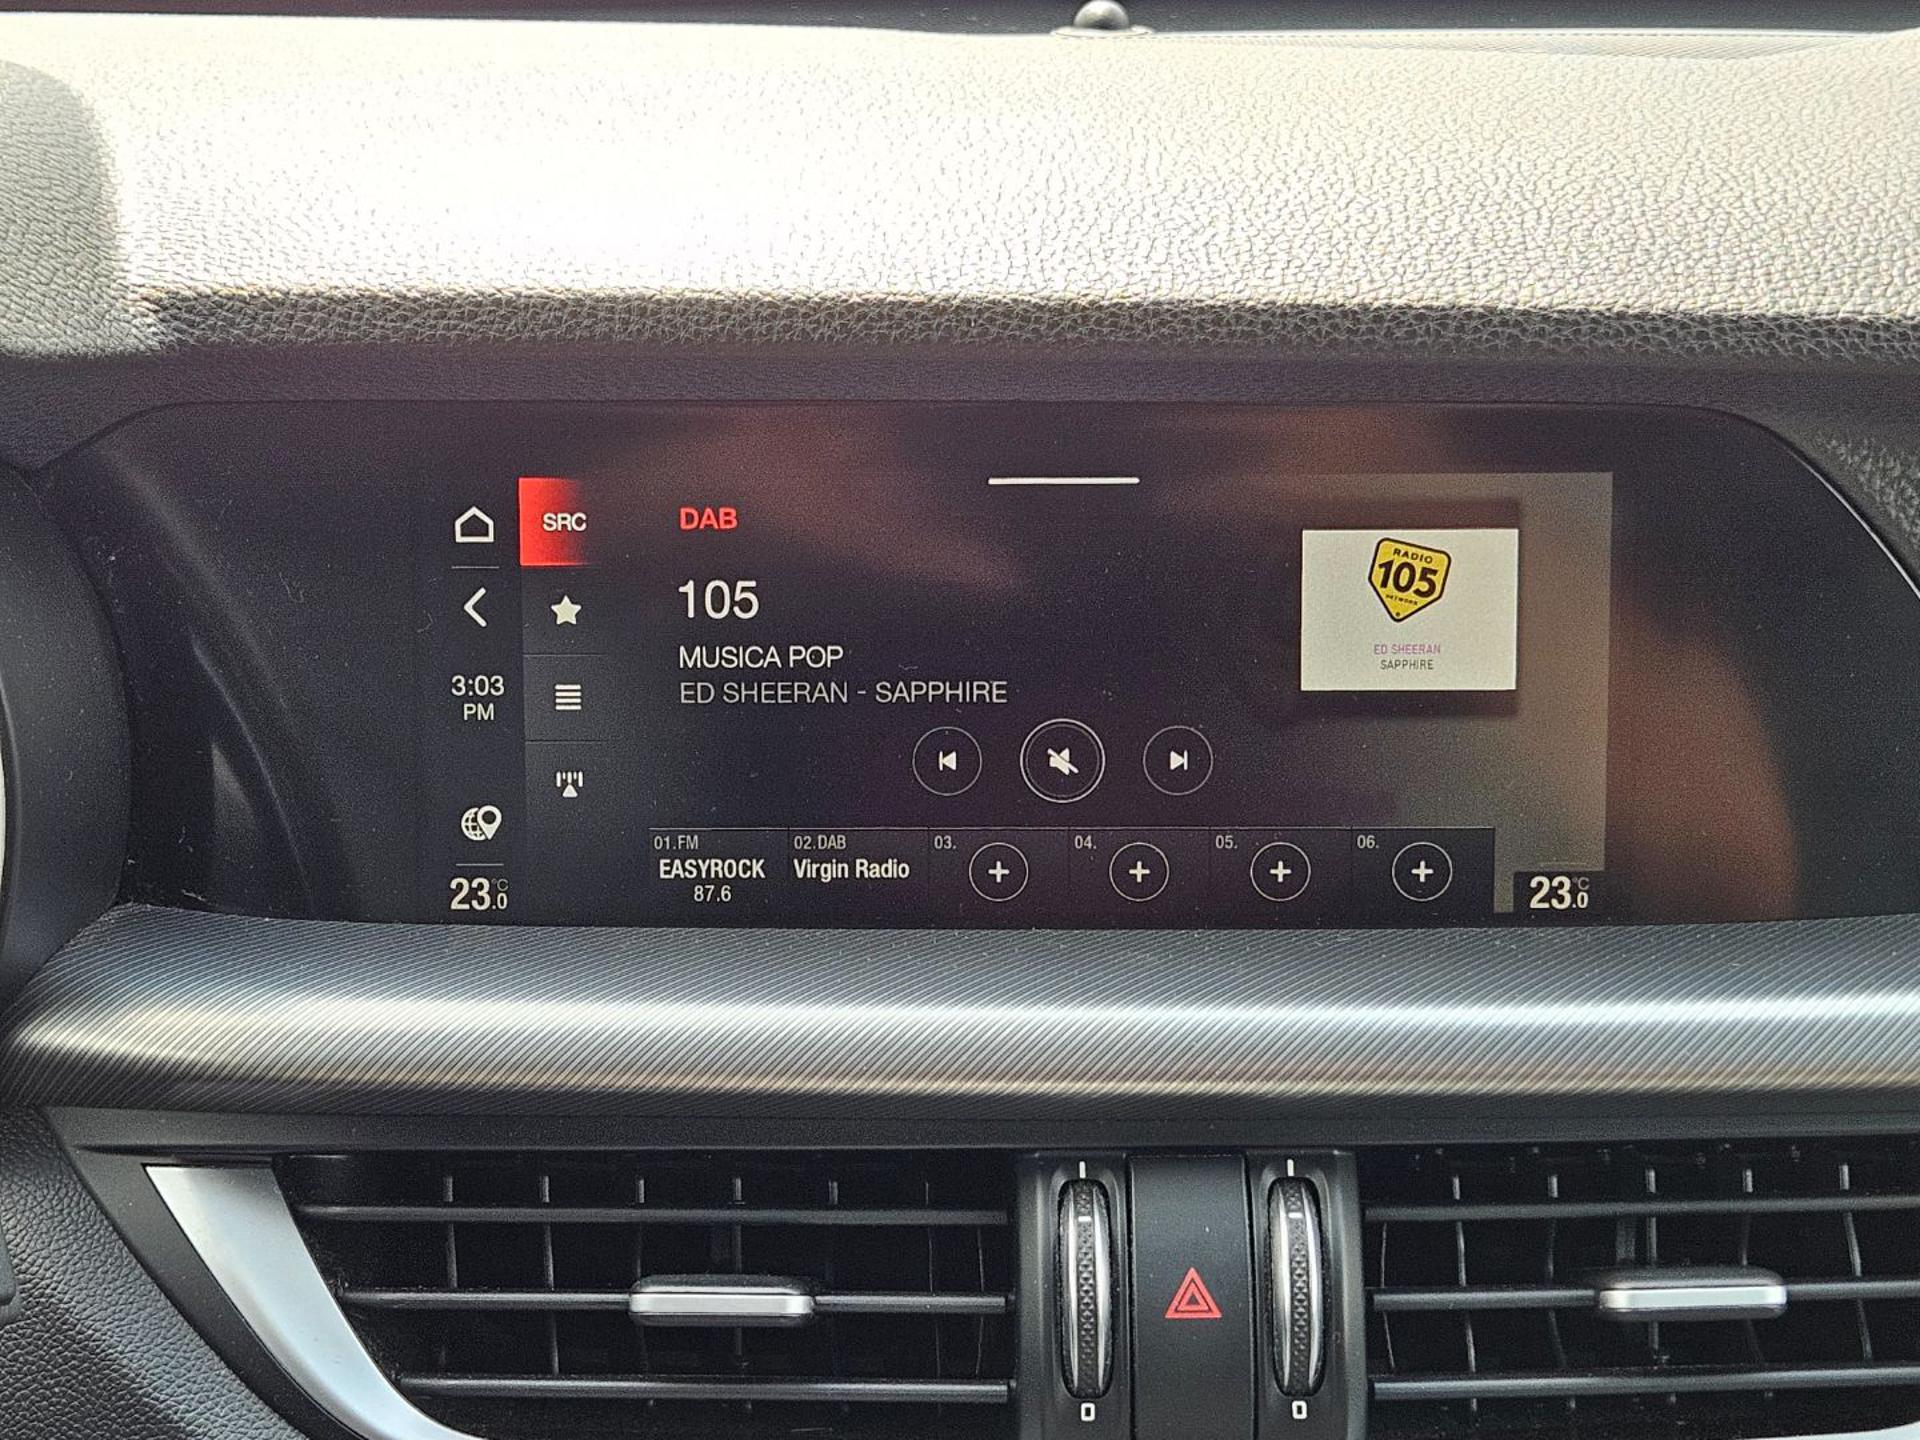 SRC
DAB
105
MUSICA POP
ED SHEERAN - SAPPHIRE
RADIO
105
NETWORK
ED SHEERAN
SAPPHIRE
3:03
PM
01.FM
EASYROCK
87.6
02.DAB
Virgin Radio
03.
04.
05.
06.
23.0°C
23.0°C
0
0